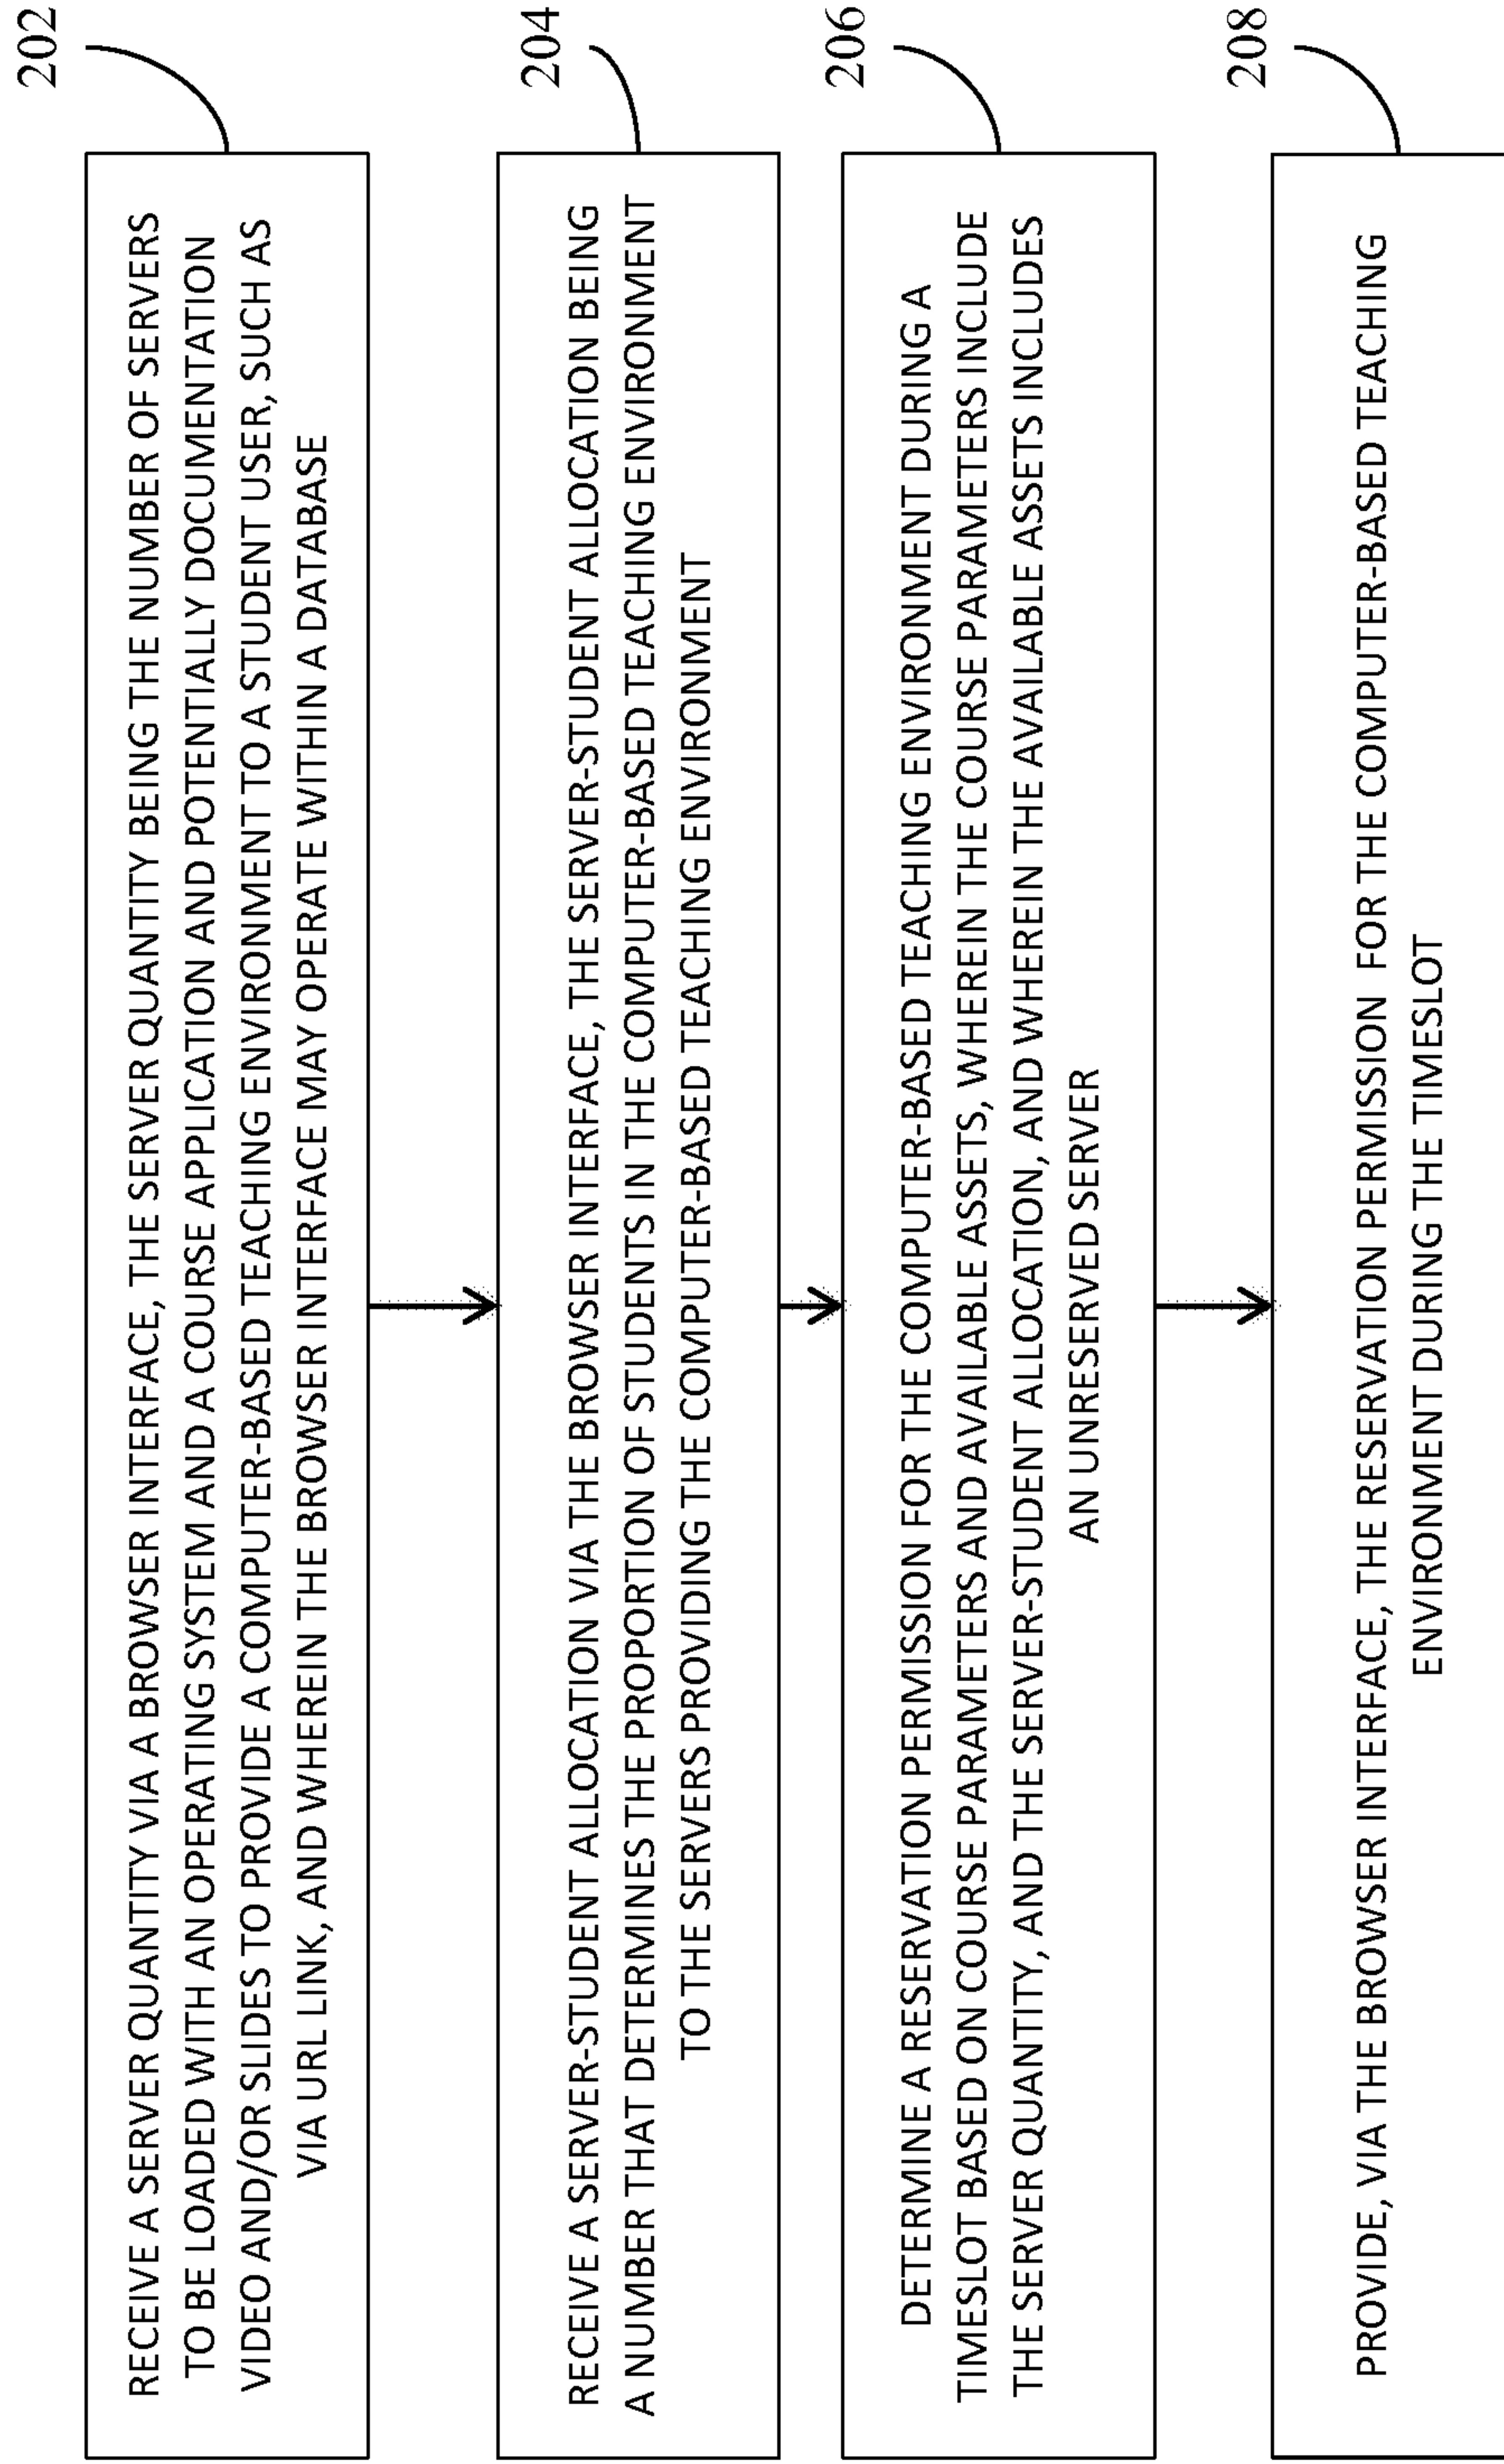 202
RECEIVE A SERVER QUANTITY VIA A BROWSER INTERFACE, THE SERVER QUANTITY BEING THE NUMBER OF SERVERS
TO BE LOADED WITH AN OPERATING SYSTEM AND A COURSE APPLICATION AND POTENTIALLY DOCUMENTATION
VIDEO AND/OR SLIDES TO PROVIDE A COMPUTER-BASED TEACHING ENVIRONMENT TO A STUDENT USER, SUCH AS
VIA URL LINK, AND WHEREIN THE BROWSER INTERFACE MAY OPERATE WITHIN A DATABASE
204
RECEIVE A SERVER-STUDENT ALLOCATION VIA THE BROWSER INTERFACE, THE SERVER-STUDENT ALLOCATION BEING
A NUMBER THAT DETERMINES THE PROPORTION OF STUDENTS IN THE COMPUTER-BASED TEACHING ENVIRONMENT
TO THE SERVERS PROVIDING THE COMPUTER-BASED TEACHING ENVIRONMENT
206
DETERMINE A RESERVATION PERMISSION FOR THE COMPUTER-BASED TEACHING ENVIRONMENT DURING A
TIMESLOT BASED ON COURSE PARAMETERS AND AVAILABLE ASSETS, WHEREIN THE COURSE PARAMETERS INCLUDE
THE SERVER QUANTITY, AND THE SERVER-STUDENT ALLOCATION, AND WHEREIN THE AVAILABLE ASSETS INCLUDES
AN UNRESERVED SERVER
208
PROVIDE, VIA THE BROWSER INTERFACE, THE RESERVATION PERMISSION FOR THE COMPUTER-BASED TEACHING
ENVIRONMENT DURING THE TIMESLOT